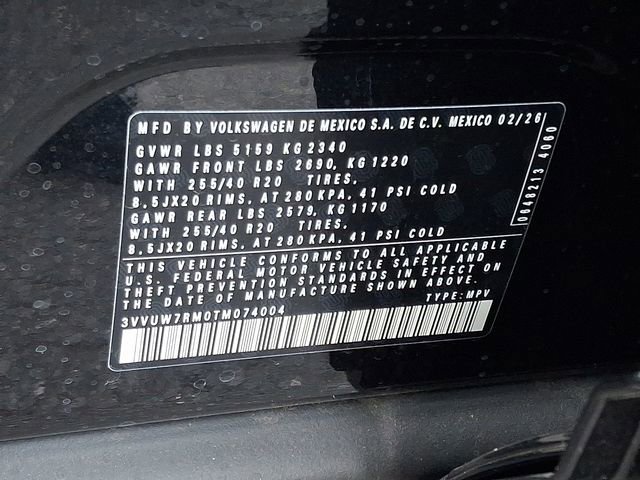 MFD BY VOLKSWAGEN DE MEXICO S.A. DE C.V. MEXICO 02/26
GVWR LBS 5159 KG 2340
GAWR FRONT LBS 2690, KG 1220
WITH 255/40 R20 TIRES,
8.5JX20 RIMS, AT 280 KPA, 41 PSI COLD
GAWR REAR LBS 2579, KG 1170
WITH 255/40 R20 TIRES,
8.5JX20 RIMS, AT 280 KPA, 41 PSI COLD
THIS VEHICLE CONFORMS TO ALL APPLICABLE
U.S. FEDERAL MOTOR VEHICLE SAFETY AND
THEFT PREVENTION STANDARDS IN EFFECT ON
THE DATE OF MANUFACTURE SHOWN ABOVE.
TYPE: MPV
3VVUW7RM0TM074004
0646213 4060